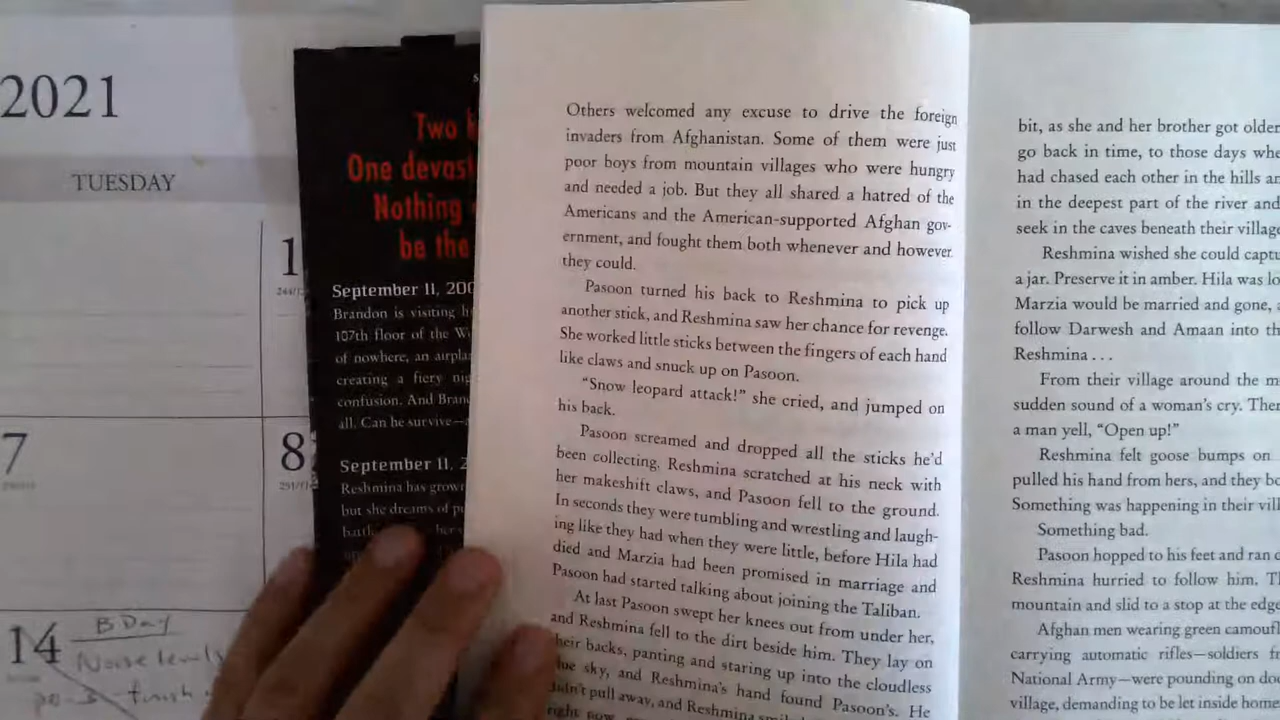 2021
TUESDAY
1
7
8
14
B Day
Noise levels
Two
One devast
Nothing
be the
September 11, 200
Brandon is visiting h
107th floor of the W
of nowhere, an airpla
creating a fiery nig
confusion. And Bran
all. Can he survive—
September 11, 2
Reshmina has grow
but she dreams of p
Others welcomed any excuse to drive the foreign
invaders from Afghanistan. Some of them were just
poor boys from mountain villages who were hungry
and needed a job. But they all shared a hatred of the
Americans and the American-supported Afghan gov-
ernment, and fought them both whenever and however
they could.
Pasoon turned his back to Reshmina to pick up
another stick, and Reshmina saw her chance for revenge.
She worked little sticks between the fingers of each hand
like claws and snuck up on Pasoon.
“Snow leopard attack!” she cried, and jumped on
his back.
Pasoon screamed and dropped all the sticks he’d
been collecting. Reshmina scratched at his neck with
her makeshift claws, and Pasoon fell to the ground.
In seconds they were tumbling and wrestling and laugh-
ing like they had when they were little, before Hila had
died and Marzia had been promised in marriage and
Pasoon had started talking about joining the Taliban.
At last Pasoon swept her knees out from under her,
and Reshmina fell to the dirt beside him. They lay on
their backs, panting and staring up into the cloudless
blue sky, and Reshmina’s hand found Pasoon’s. He
didn’t pull away, and Reshmina
right now
bit, as she and her brother got older
go back in time, to those days whe
had chased each other in the hills an
in the deepest part of the river and
seek in the caves beneath their village
Reshmina wished she could captu
a jar. Preserve it in amber. Hila was lo
Marzia would be married and gone,
follow Darwesh and Amaan into th
Reshmina . . .
From their village around the m
sudden sound of a woman’s cry. Then
a man yell, “Open up!”
Reshmina felt goose bumps on
pulled his hand from hers, and they bo
Something was happening in their vill
Something bad.
Pasoon hopped to his feet and ran
Reshmina hurried to follow him. Th
mountain and slid to a stop at the edge
Afghan men wearing green camoufl
carrying automatic rifles—soldiers fr
National Army—were pounding on doo
village, demanding to be let inside home